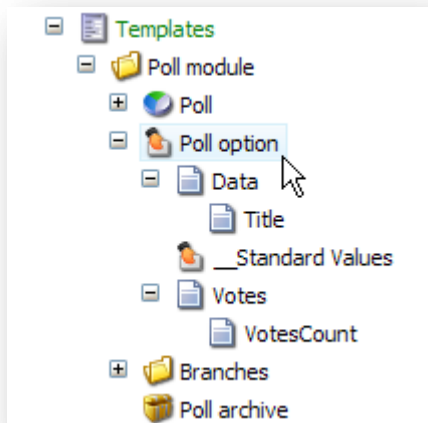 Templates
Poll module
Poll
Poll option
Data
Title
__Standard Values
Votes
VotesCount
Branches
Poll archive